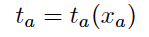 t_a = t_a(x_a)